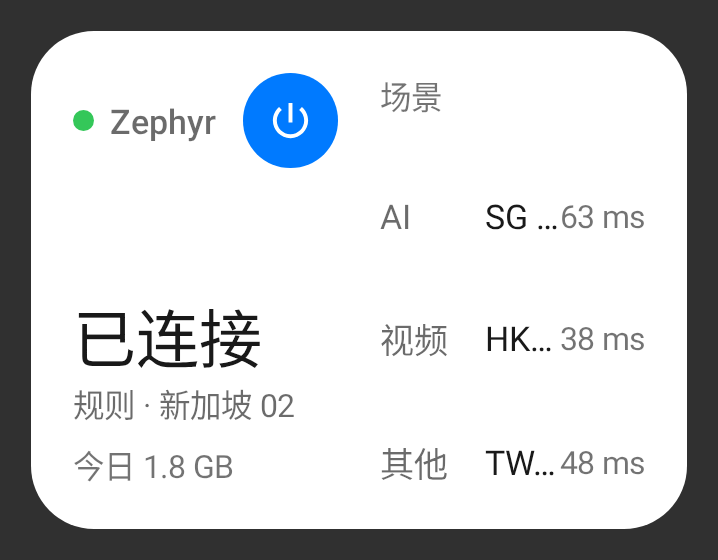 Zephyr
已连接
规则 · 新加坡 02
今日 1.8 GB
场景
AI SG ... 63 ms
视频 HK... 38 ms
其他 TW... 48 ms